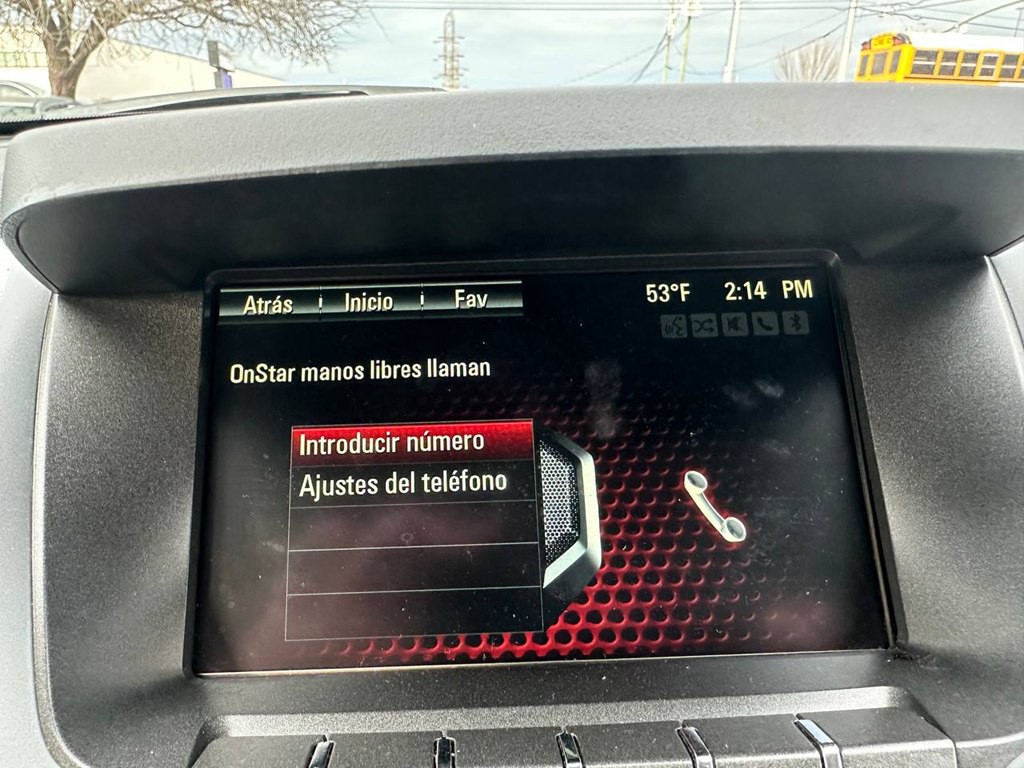 Atrás Inicio Fav 53°F 2:14 PM
OnStar manos libres llaman
Introducir número
Ajustes del teléfono